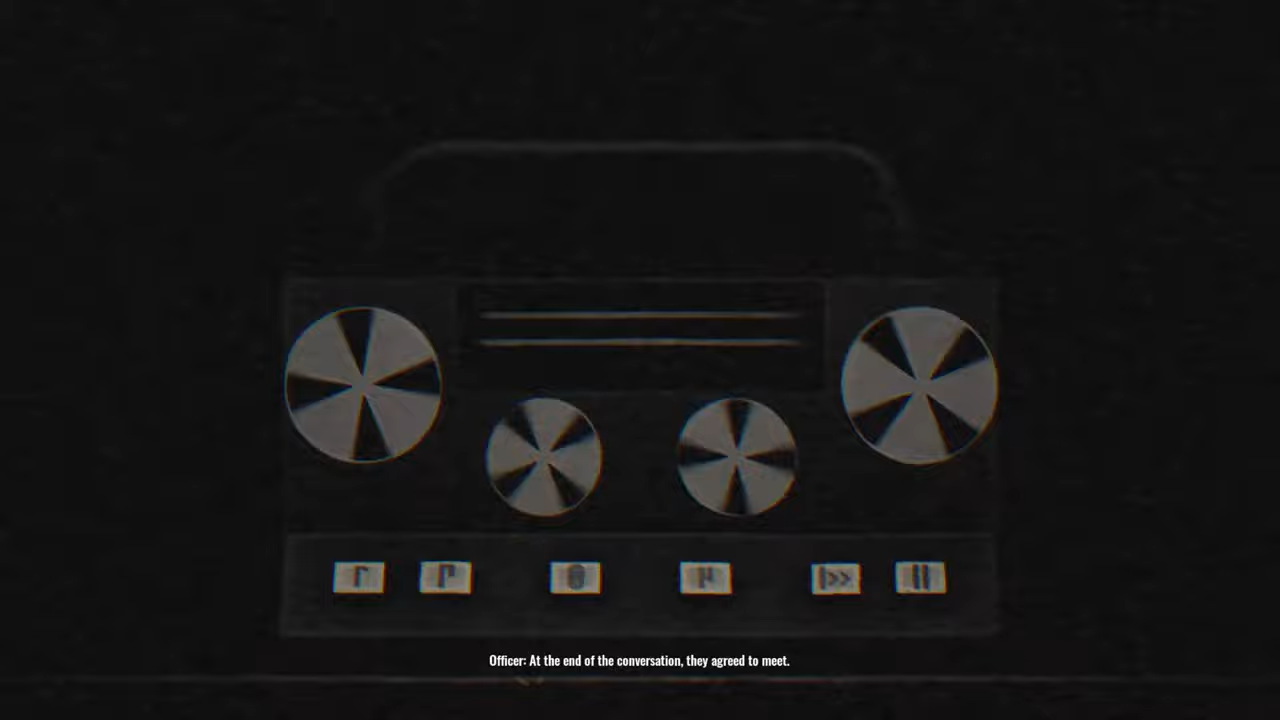 Officer: At the end of the conversation, they agreed to meet.